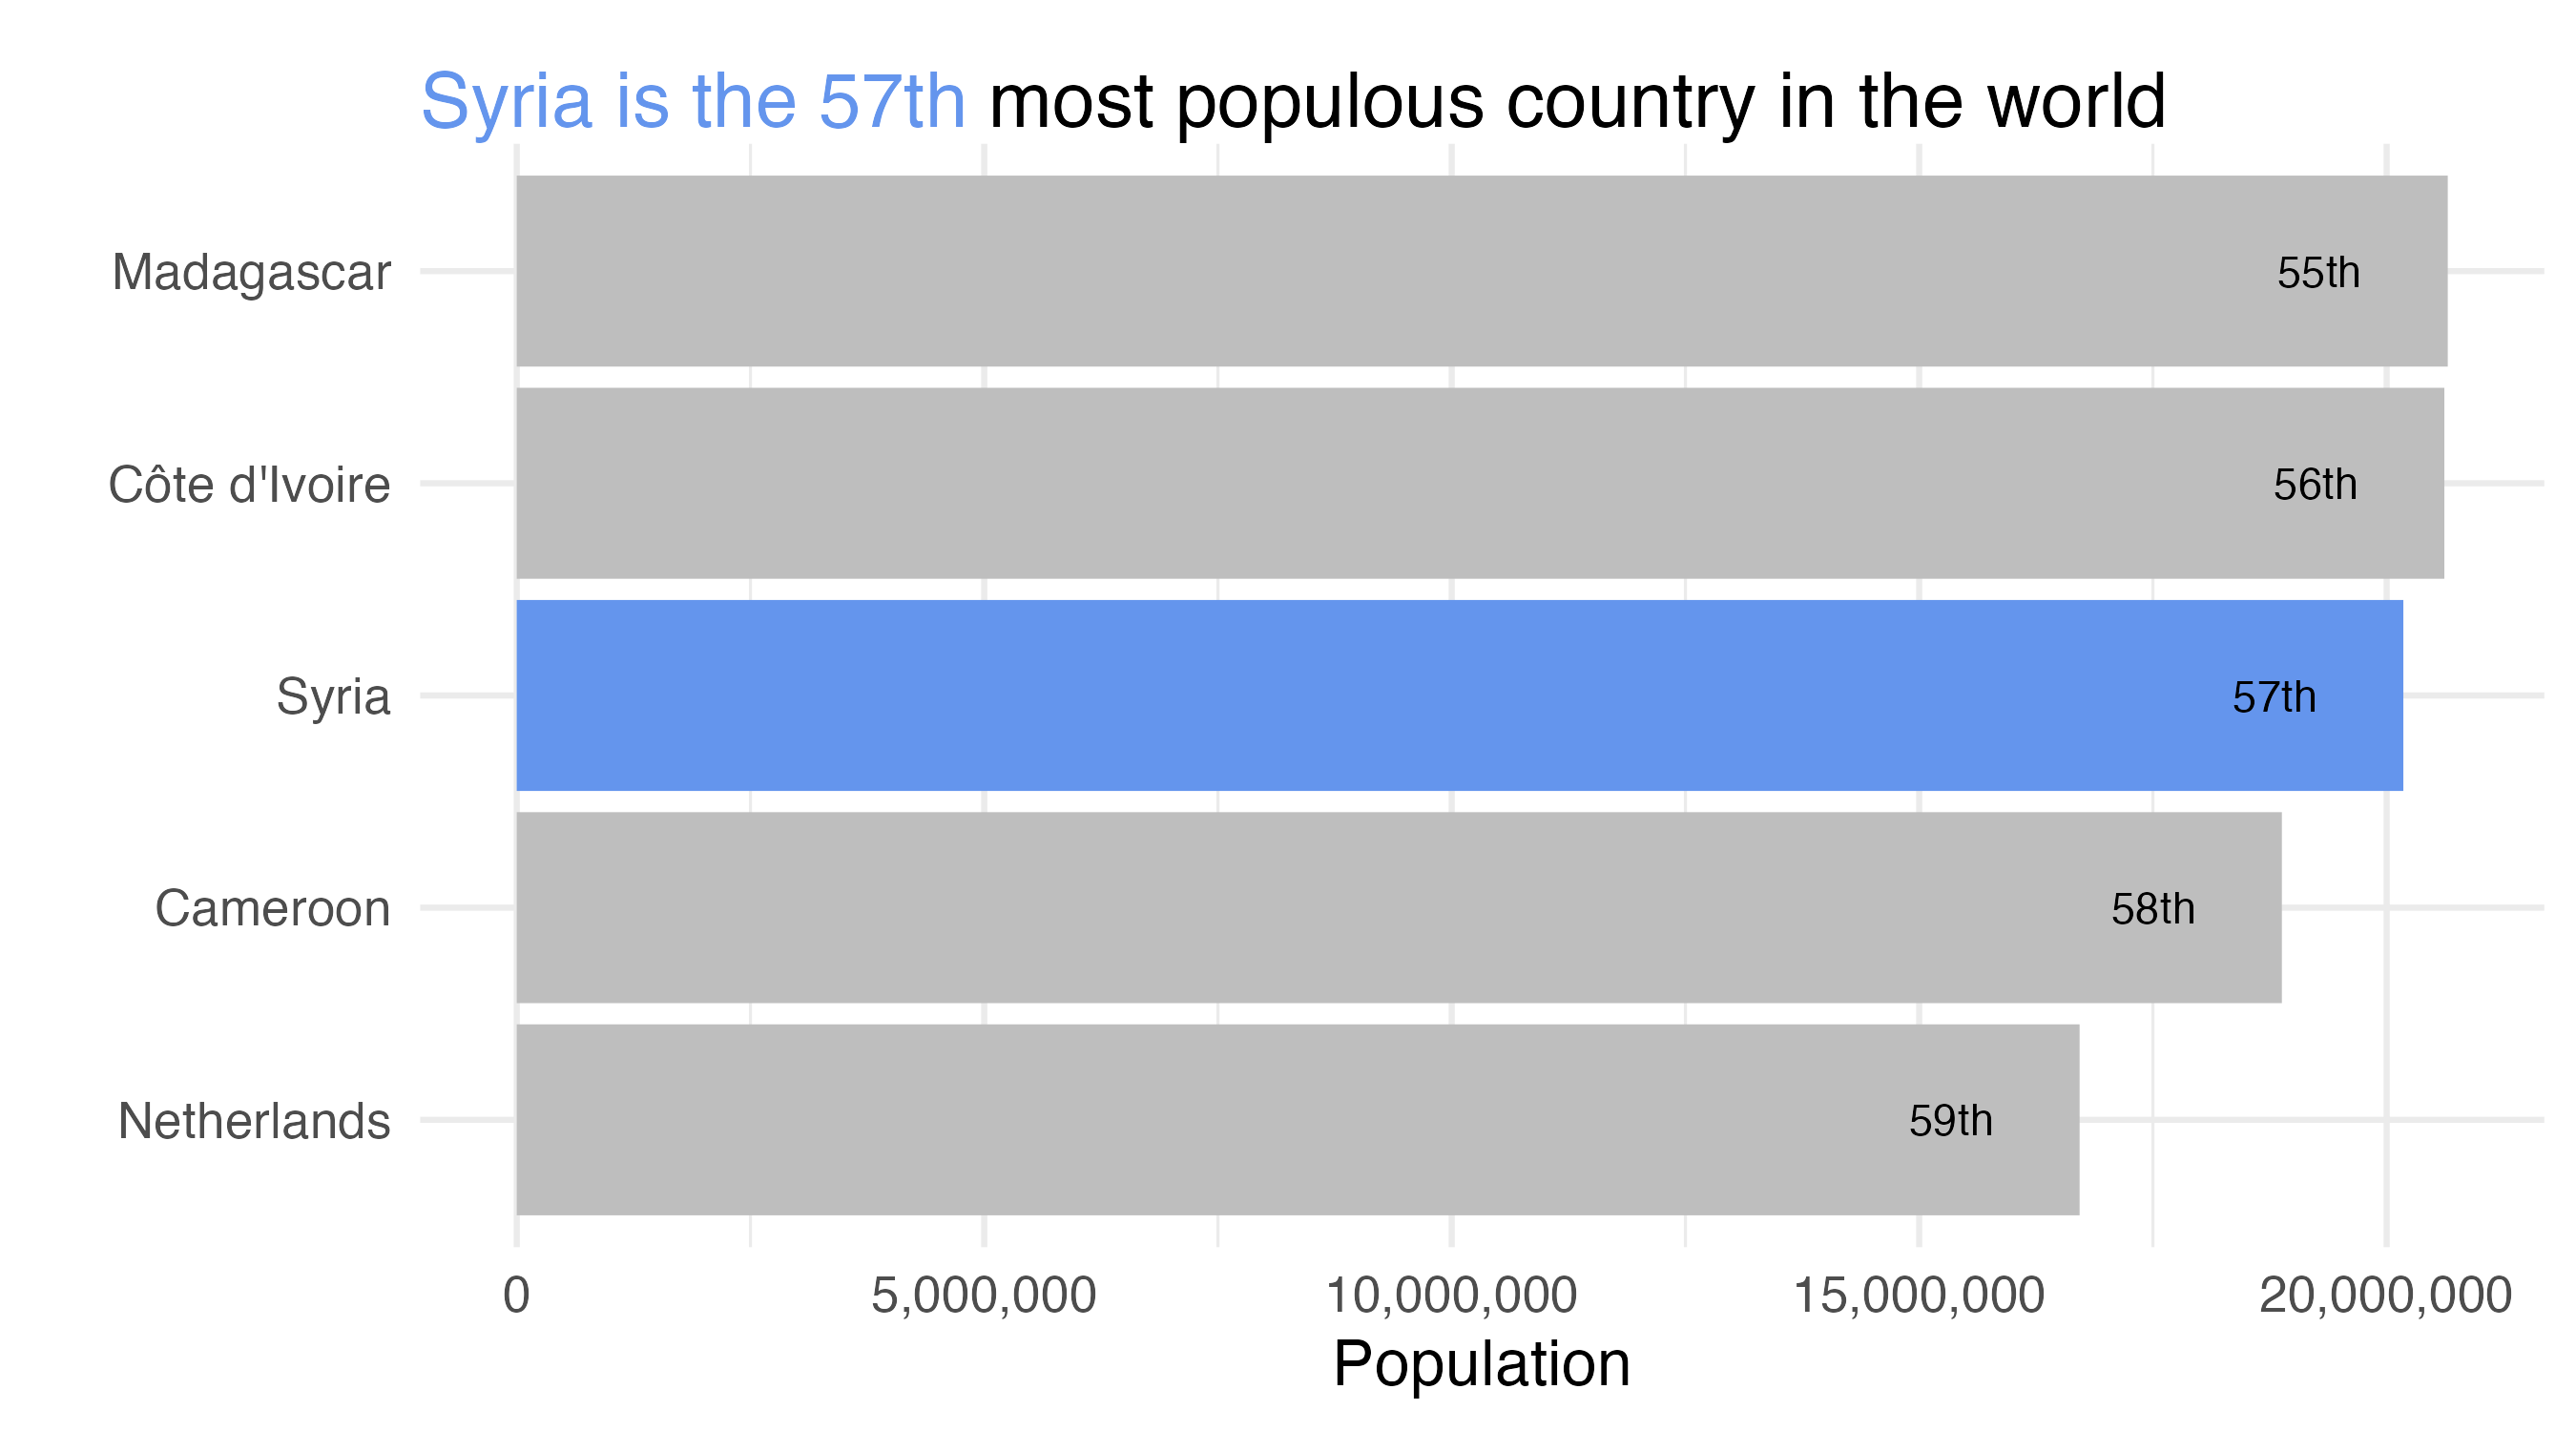 Syria is the 57th most populous country in the world
Madagascar 55th
Côte d'Ivoire 56th
Syria 57th
Cameroon 58th
Netherlands 59th
0 5,000,000 10,000,000 15,000,000 20,000,000
Population